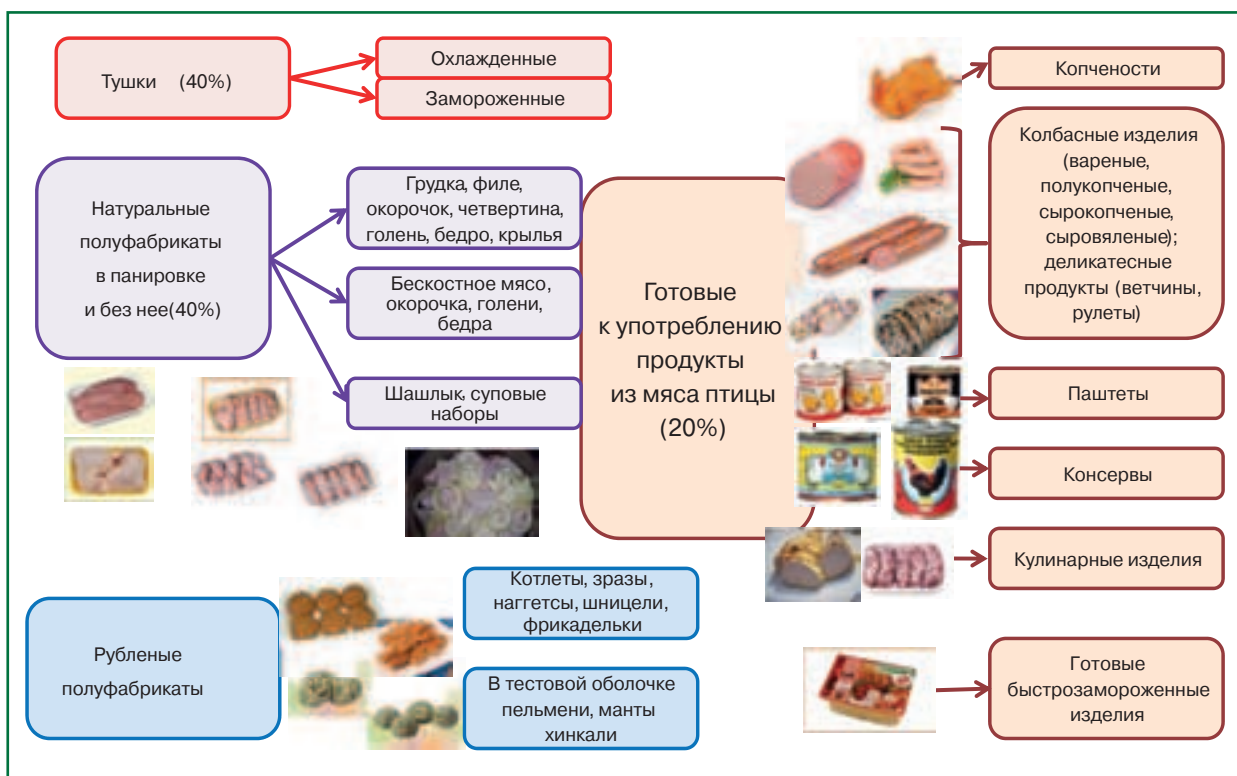 Тушки (40%)
Охлажденные
Замороженные
Натуральные
полуфабрикаты
в панировке
и без нее(40%)
Грудка, филе,
окорочок, четвертина,
голень, бедро, крылья
Бескостное мясо,
окорочка, голени,
бедра
Шашлык, суповые
наборы
Рубленые
полуфабрикаты
Котлеты, зразы,
наггетсы, шницели,
фрикадельки
В тестовой оболочке
пельмени, манты
хинкали
Готовые
к употреблению
продукты
из мяса птицы
(20%)
Копчености
Колбасные изделия
(вареные,
полукопченые,
сырокопченые,
сыровяленые);
деликатесные
продукты (ветчины,
рулеты)
Паштеты
Консервы
Кулинарные изделия
Готовые
быстрозамороженные
изделия